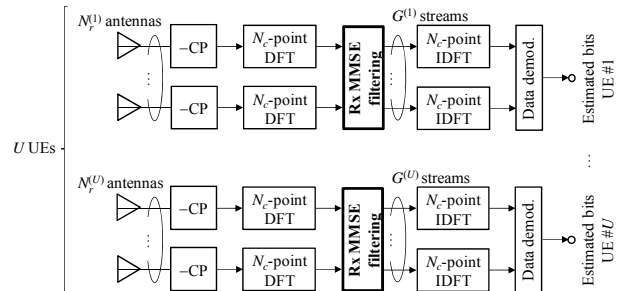 N_r^(1) antennas
G^(1) streams
–CP
N_c-point DFT
Rx MMSE filtering
N_c-point IDFT
Data demod.
Estimated bits UE #1
...
...
–CP
N_c-point DFT
N_c-point IDFT
U UEs
...
N_r^(U) antennas
G^(U) streams
–CP
N_c-point DFT
Rx MMSE filtering
N_c-point IDFT
Data demod.
Estimated bits UE #U
...
...
–CP
N_c-point DFT
N_c-point IDFT